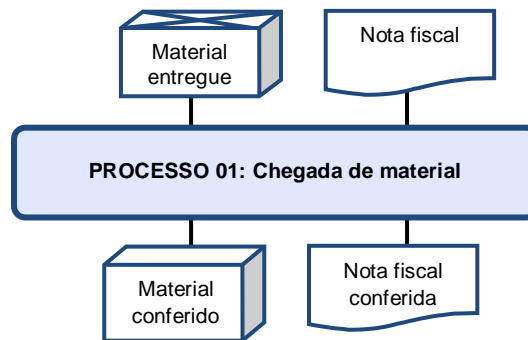 Material
entregue
Nota fiscal
PROCESSO 01: Chegada de material
Material
conferido
Nota fiscal
conferida